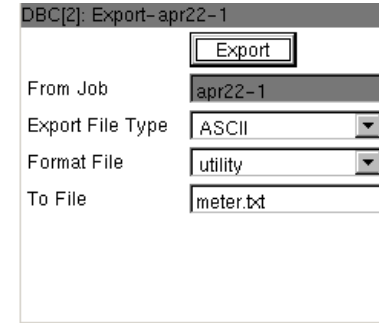 DBC[2]: Export-apr22-1
Export
From Job apr22-1
Export File Type ASCII
Format File utility
To File meter.txt